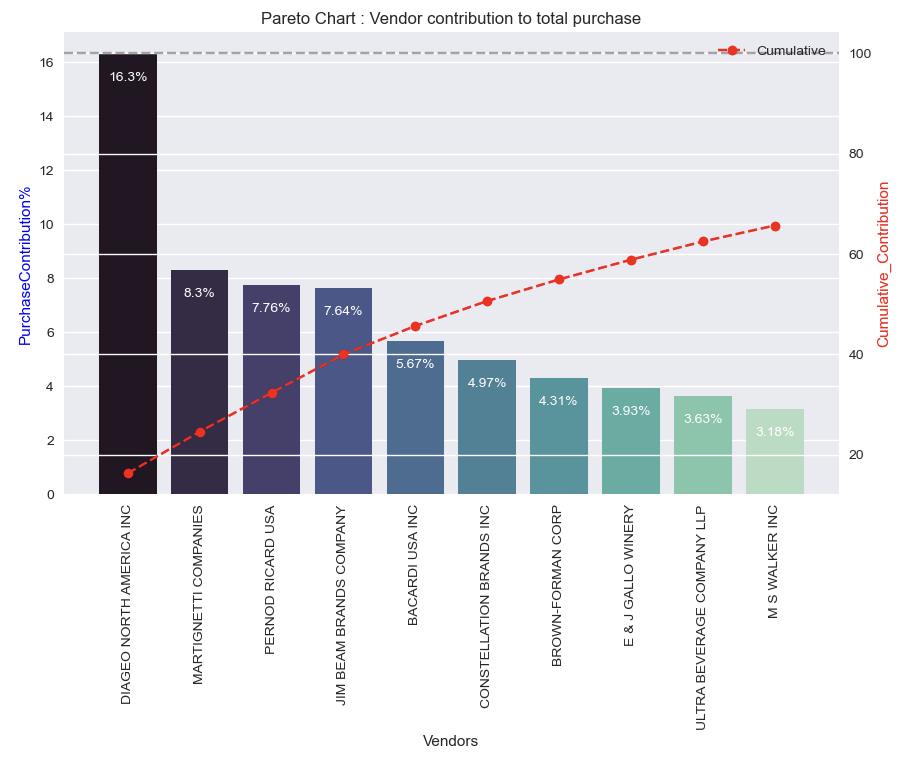 Pareto Chart : Vendor contribution to total purchase
Cumulative
PurchaseContribution%
16
14
12
10
8
6
4
2
0
16.3%
8.3%
7.76%
7.64%
5.67%
4.97%
4.31%
3.93%
3.63%
3.18%
100
80
60
40
20
Cumulative_Contribution
DIAGEO NORTH AMERICA INC
MARTIGNETTI COMPANIES
PERNOD RICARD USA
JIM BEAM BRANDS COMPANY
BACARDI USA INC
CONSTELLATION BRANDS INC
BROWN-FORMAN CORP
E & J GALLO WINERY
ULTRA BEVERAGE COMPANY LLP
M S WALKER INC
Vendors